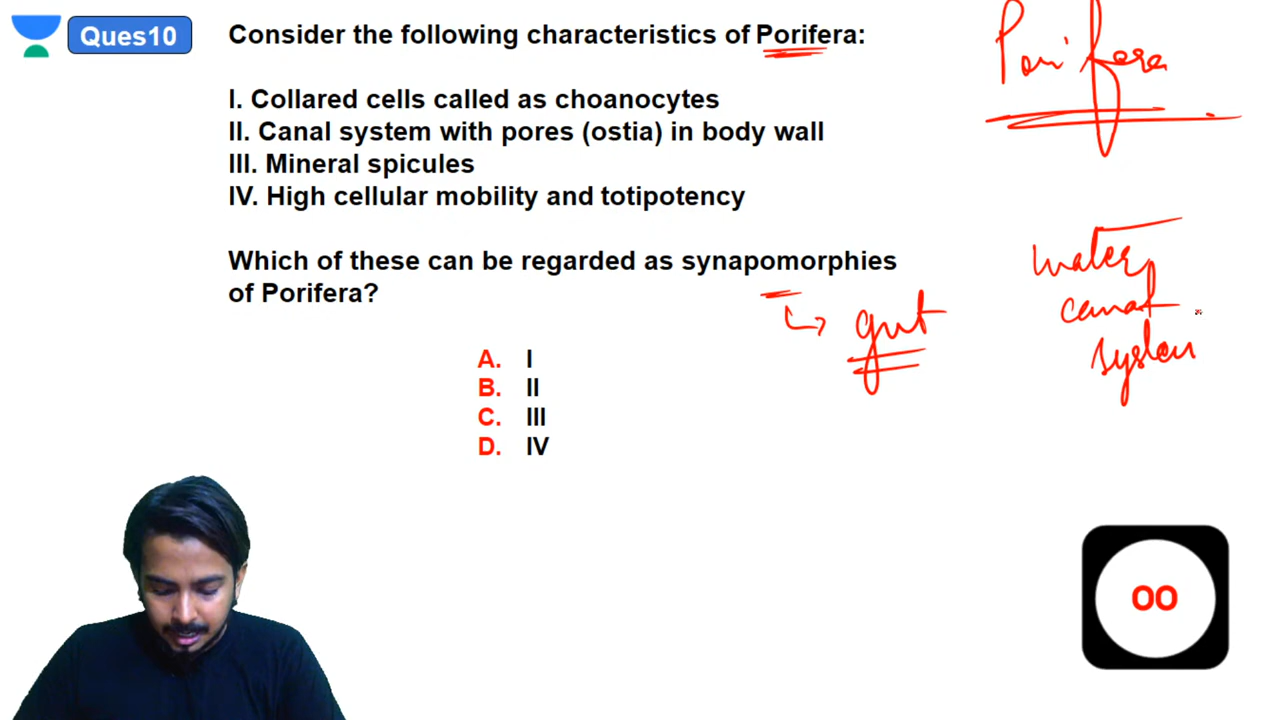 Ques10
Consider the following characteristics of Porifera:
I. Collared cells called as choanocytes
II. Canal system with pores (ostia) in body wall
III. Mineral spicules
IV. High cellular mobility and totipotency
Which of these can be regarded as synapomorphies
of Porifera?
A. I
B. II
C. III
D. IV
Porifera
water
canal
system
gut
00